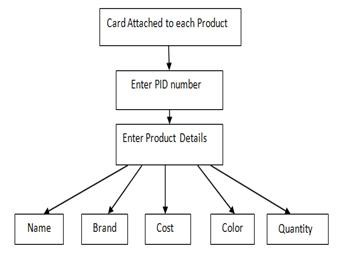 Card Attached to each Product
Enter PID number
Enter Product Details
Name
Brand
Cost
Color
Quantity